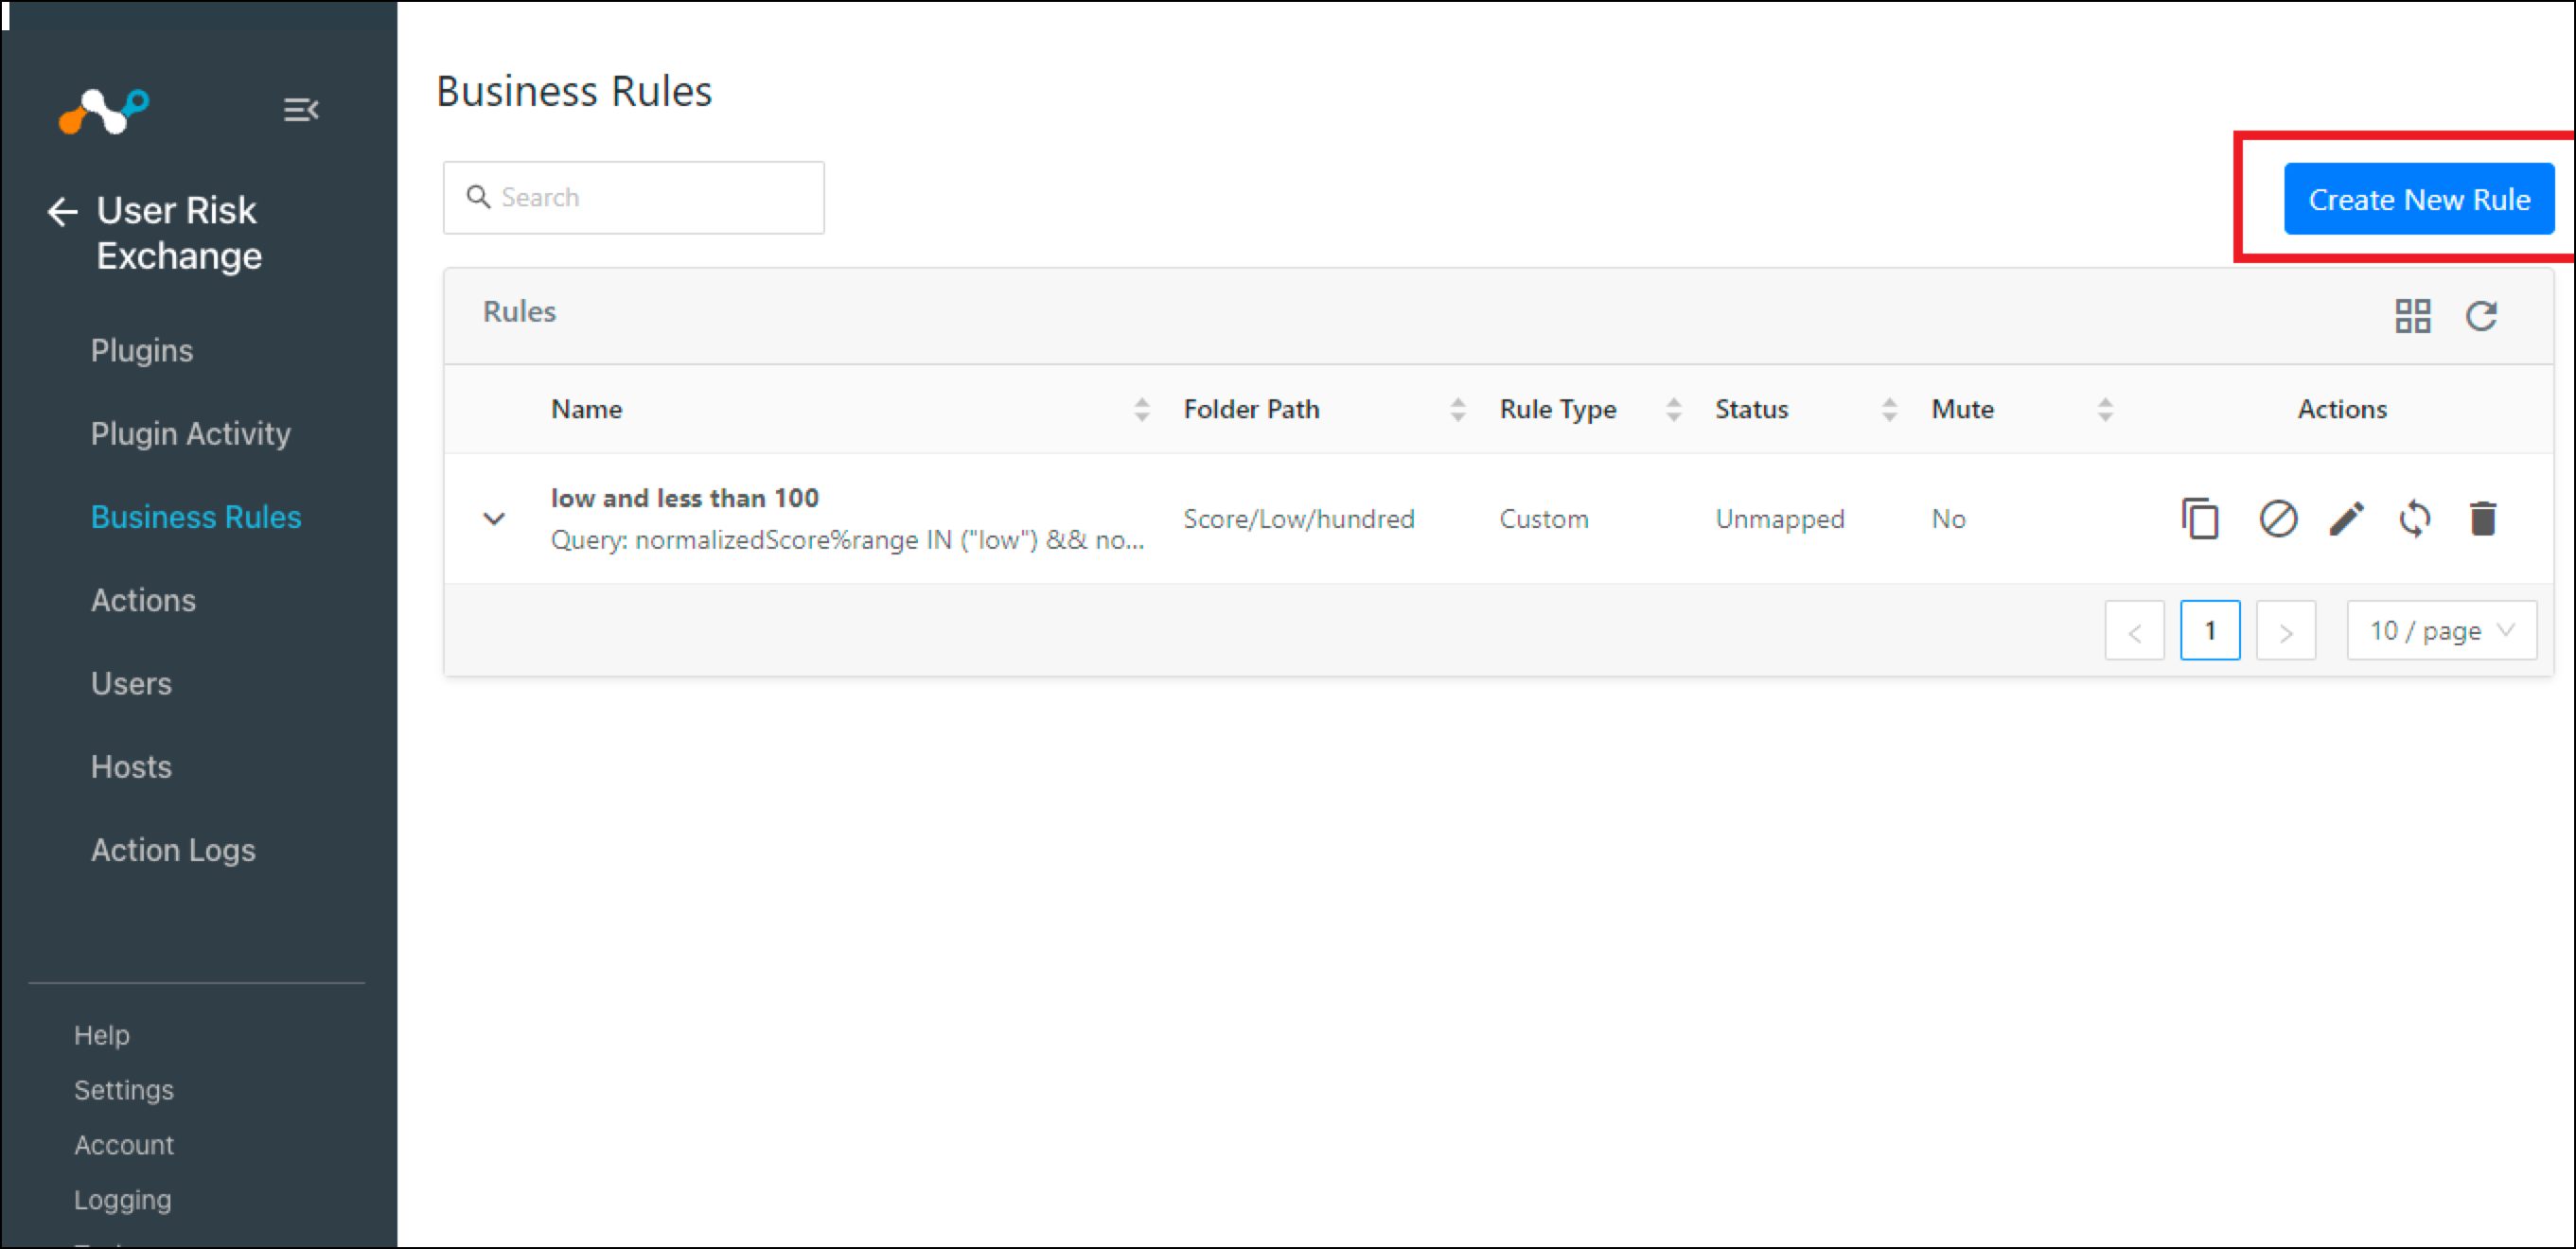 User Risk
Exchange
Plugins
Plugin Activity
Business Rules
Actions
Users
Hosts
Action Logs
Help
Settings
Account
Logging
Business Rules
Search
Create New Rule
Rules
Name Folder Path Rule Type Status Mute Actions
low and less than 100
Query: normalizedScore%range IN ("low") && no...
Score/Low/hundred Custom Unmapped No
< 1 > 10 / page